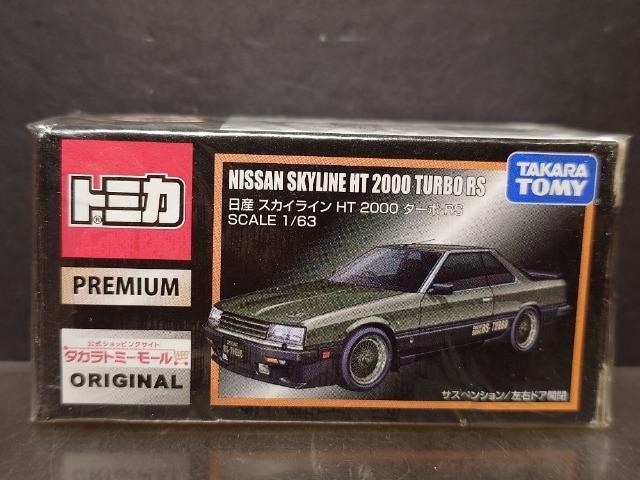 トミカ
®
PREMIUM
公式ショッピングサイト
タカラトミーモール
ORIGINAL
NISSAN SKYLINE HT 2000 TURBO RS
日産 スカイライン HT 2000 ターボ RS
SCALE 1/63
TAKARA
TOMY
RS-TURBO
サスペンション/左右ドア開閉